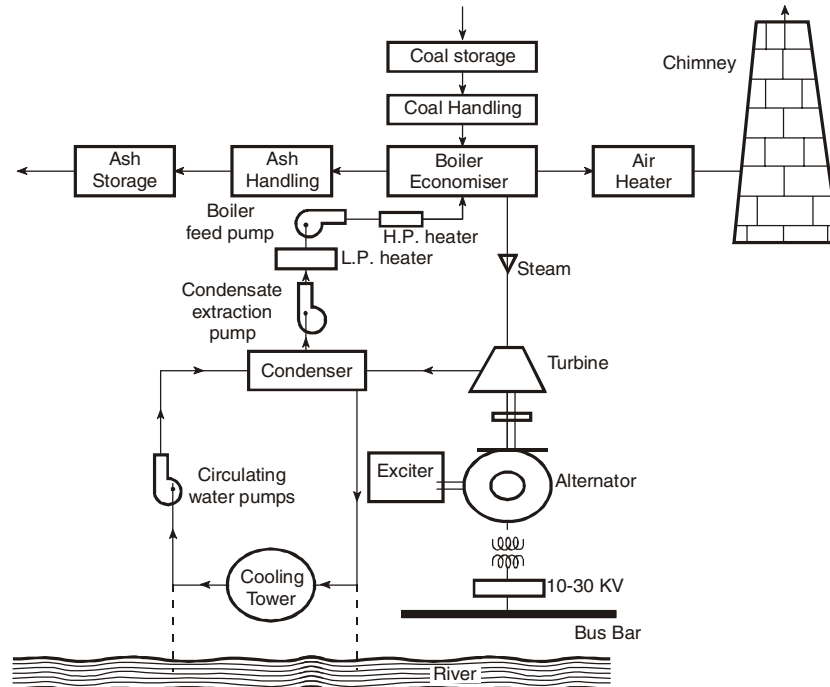 Coal storage
Chimney
Coal Handling
Ash
Storage
Ash
Handling
Boiler
Economiser
Air
Heater
Boiler
feed pump
H.P. heater
L.P. heater
Steam
Condensate
extraction
pump
Condenser
Turbine
Circulating
water pumps
Exciter
Alternator
Cooling
Tower
10-30 KV
Bus Bar
River